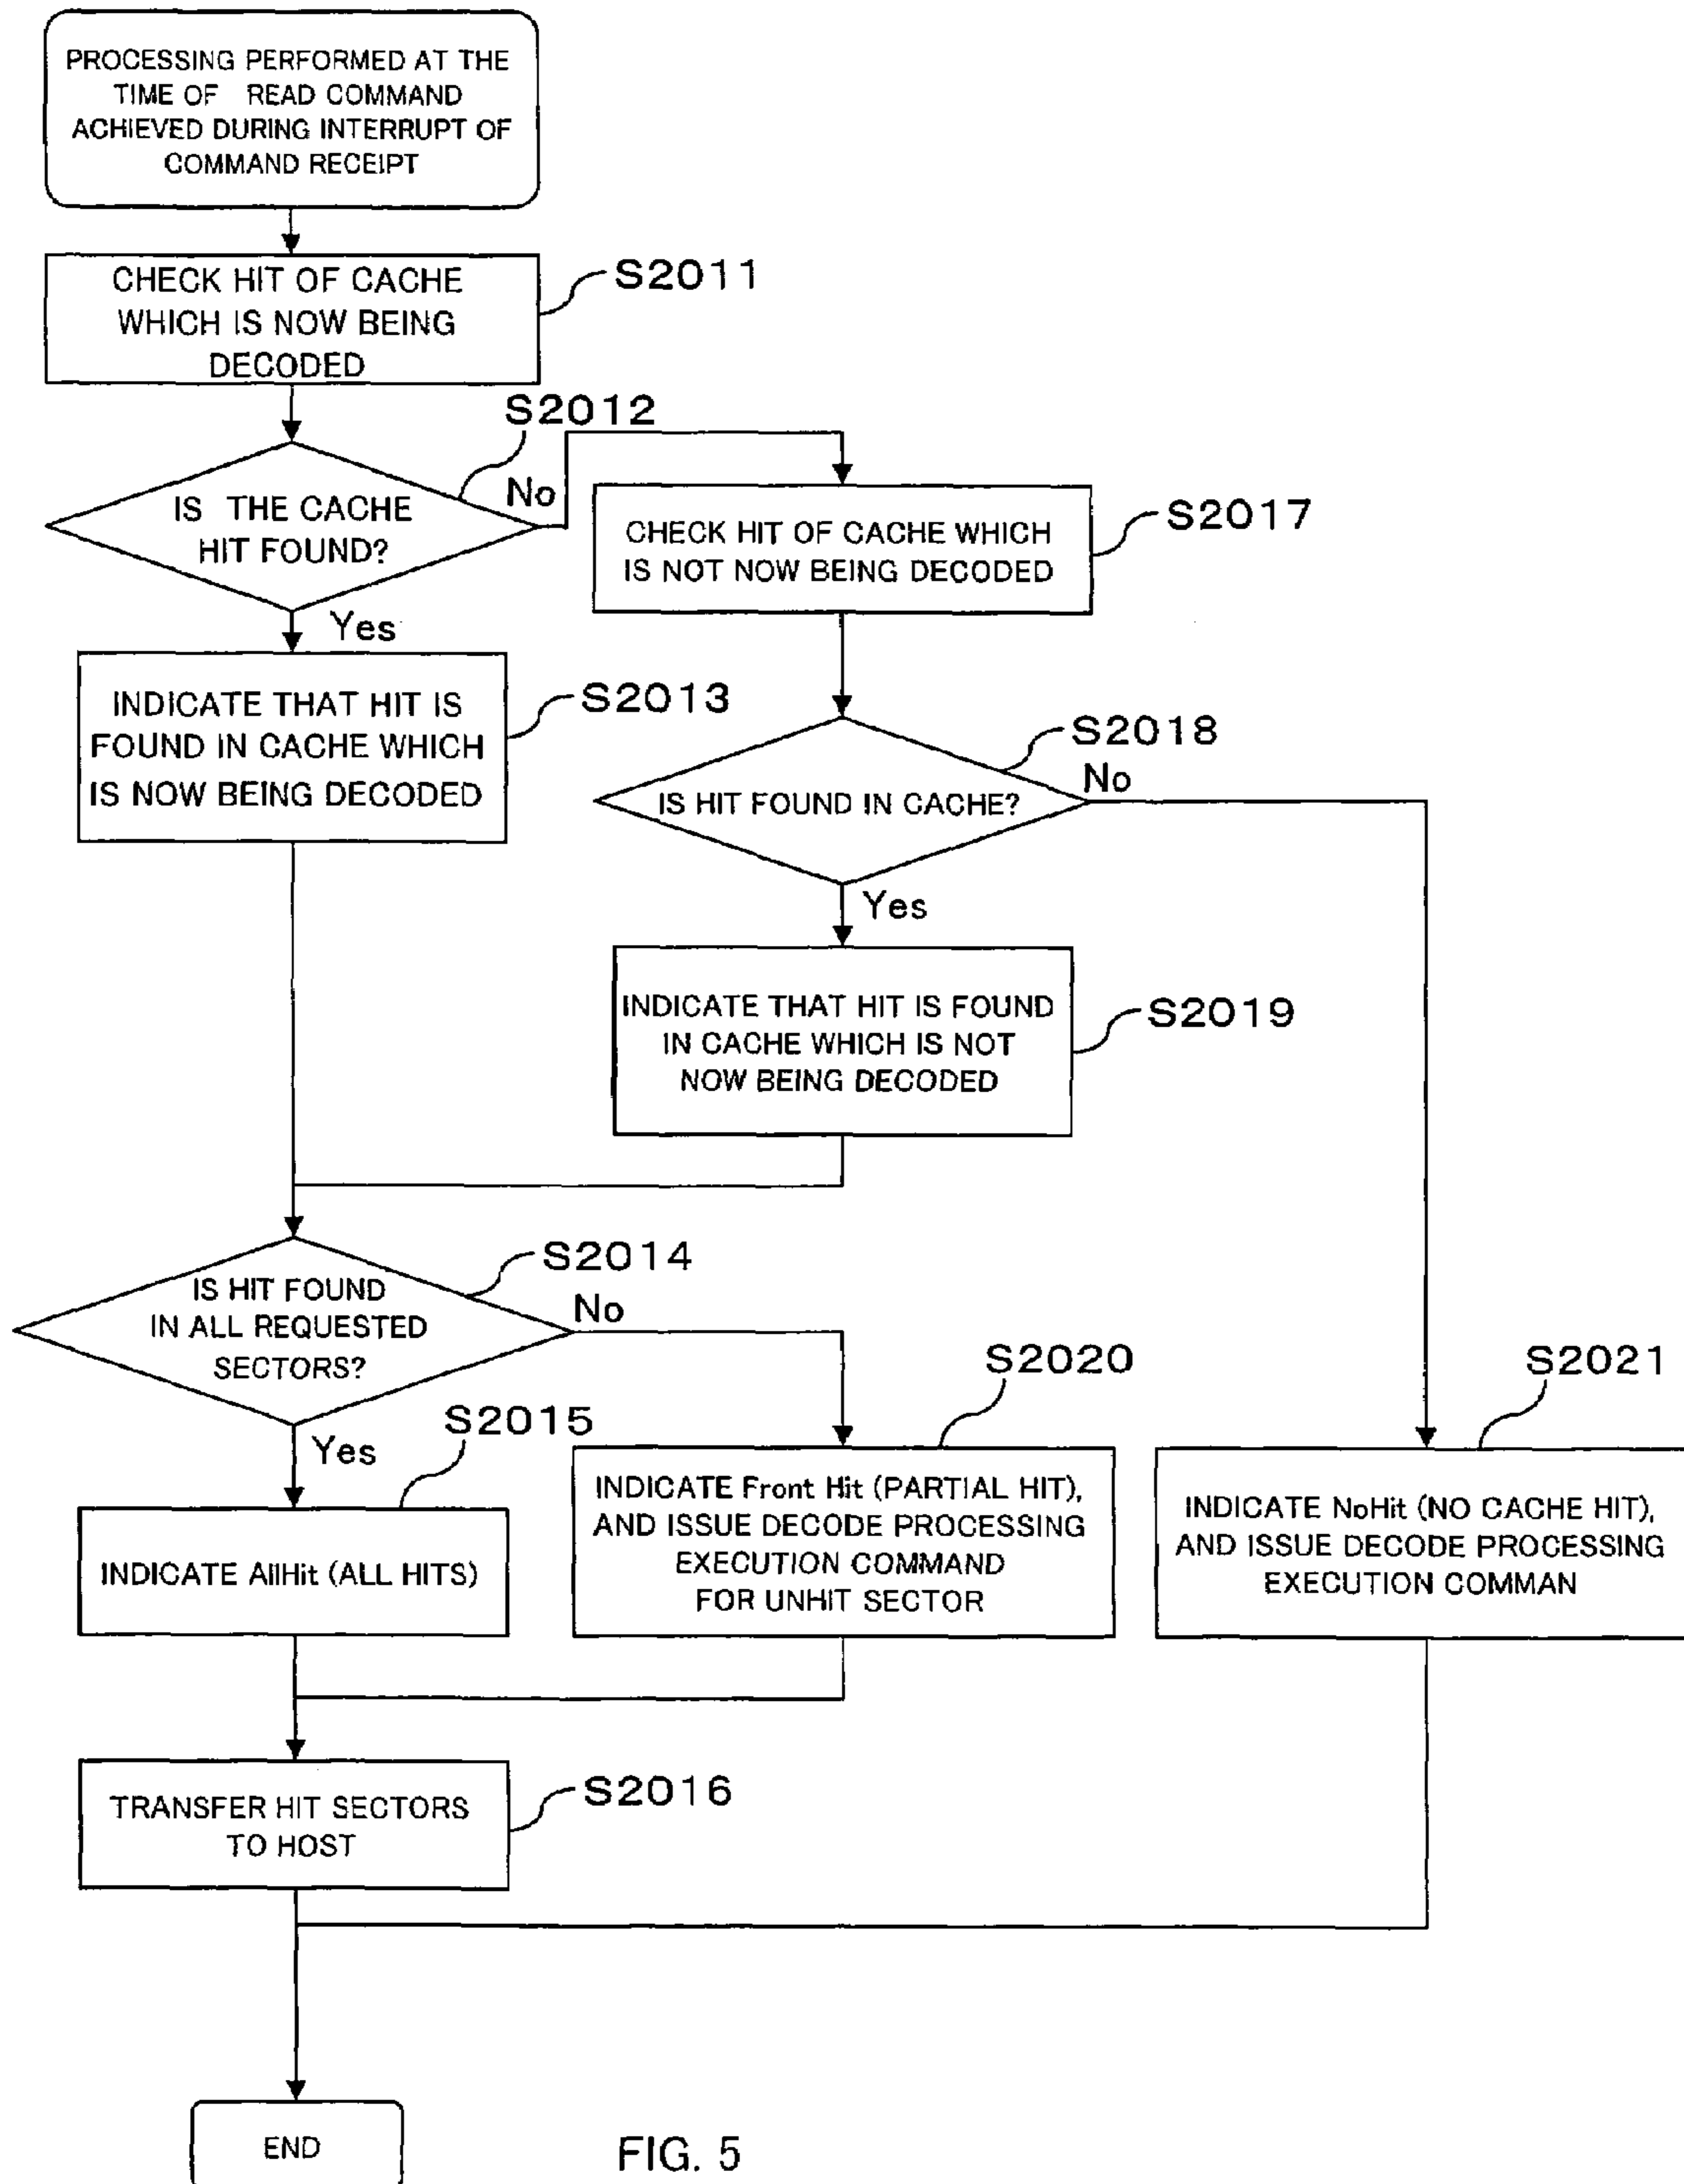 PROCESSING PERFORMED AT THE
TIME OF READ COMMAND
ACHIEVED DURING INTERRUPT OF
COMMAND RECEIPT
CHECK HIT OF CACHE
WHICH IS NOW BEING
DECODED
S2011
S2012
IS THE CACHE
HIT FOUND?
No
Yes
CHECK HIT OF CACHE WHICH
IS NOT NOW BEING DECODED
S2017
INDICATE THAT HIT IS
FOUND IN CACHE WHICH
IS NOW BEING DECODED
S2013
IS HIT FOUND IN CACHE?
S2018
No
Yes
INDICATE THAT HIT IS FOUND
IN CACHE WHICH IS NOT
NOW BEING DECODED
S2019
IS HIT FOUND
IN ALL REQUESTED
SECTORS?
S2014
No
Yes
S2015
INDICATE AllHit (ALL HITS)
S2020
INDICATE Front Hit (PARTIAL HIT),
AND ISSUE DECODE PROCESSING
EXECUTION COMMAND
FOR UNHIT SECTOR
S2021
INDICATE NoHit (NO CACHE HIT),
AND ISSUE DECODE PROCESSING
EXECUTION COMMAN
TRANSFER HIT SECTORS
TO HOST
S2016
END
FIG. 5